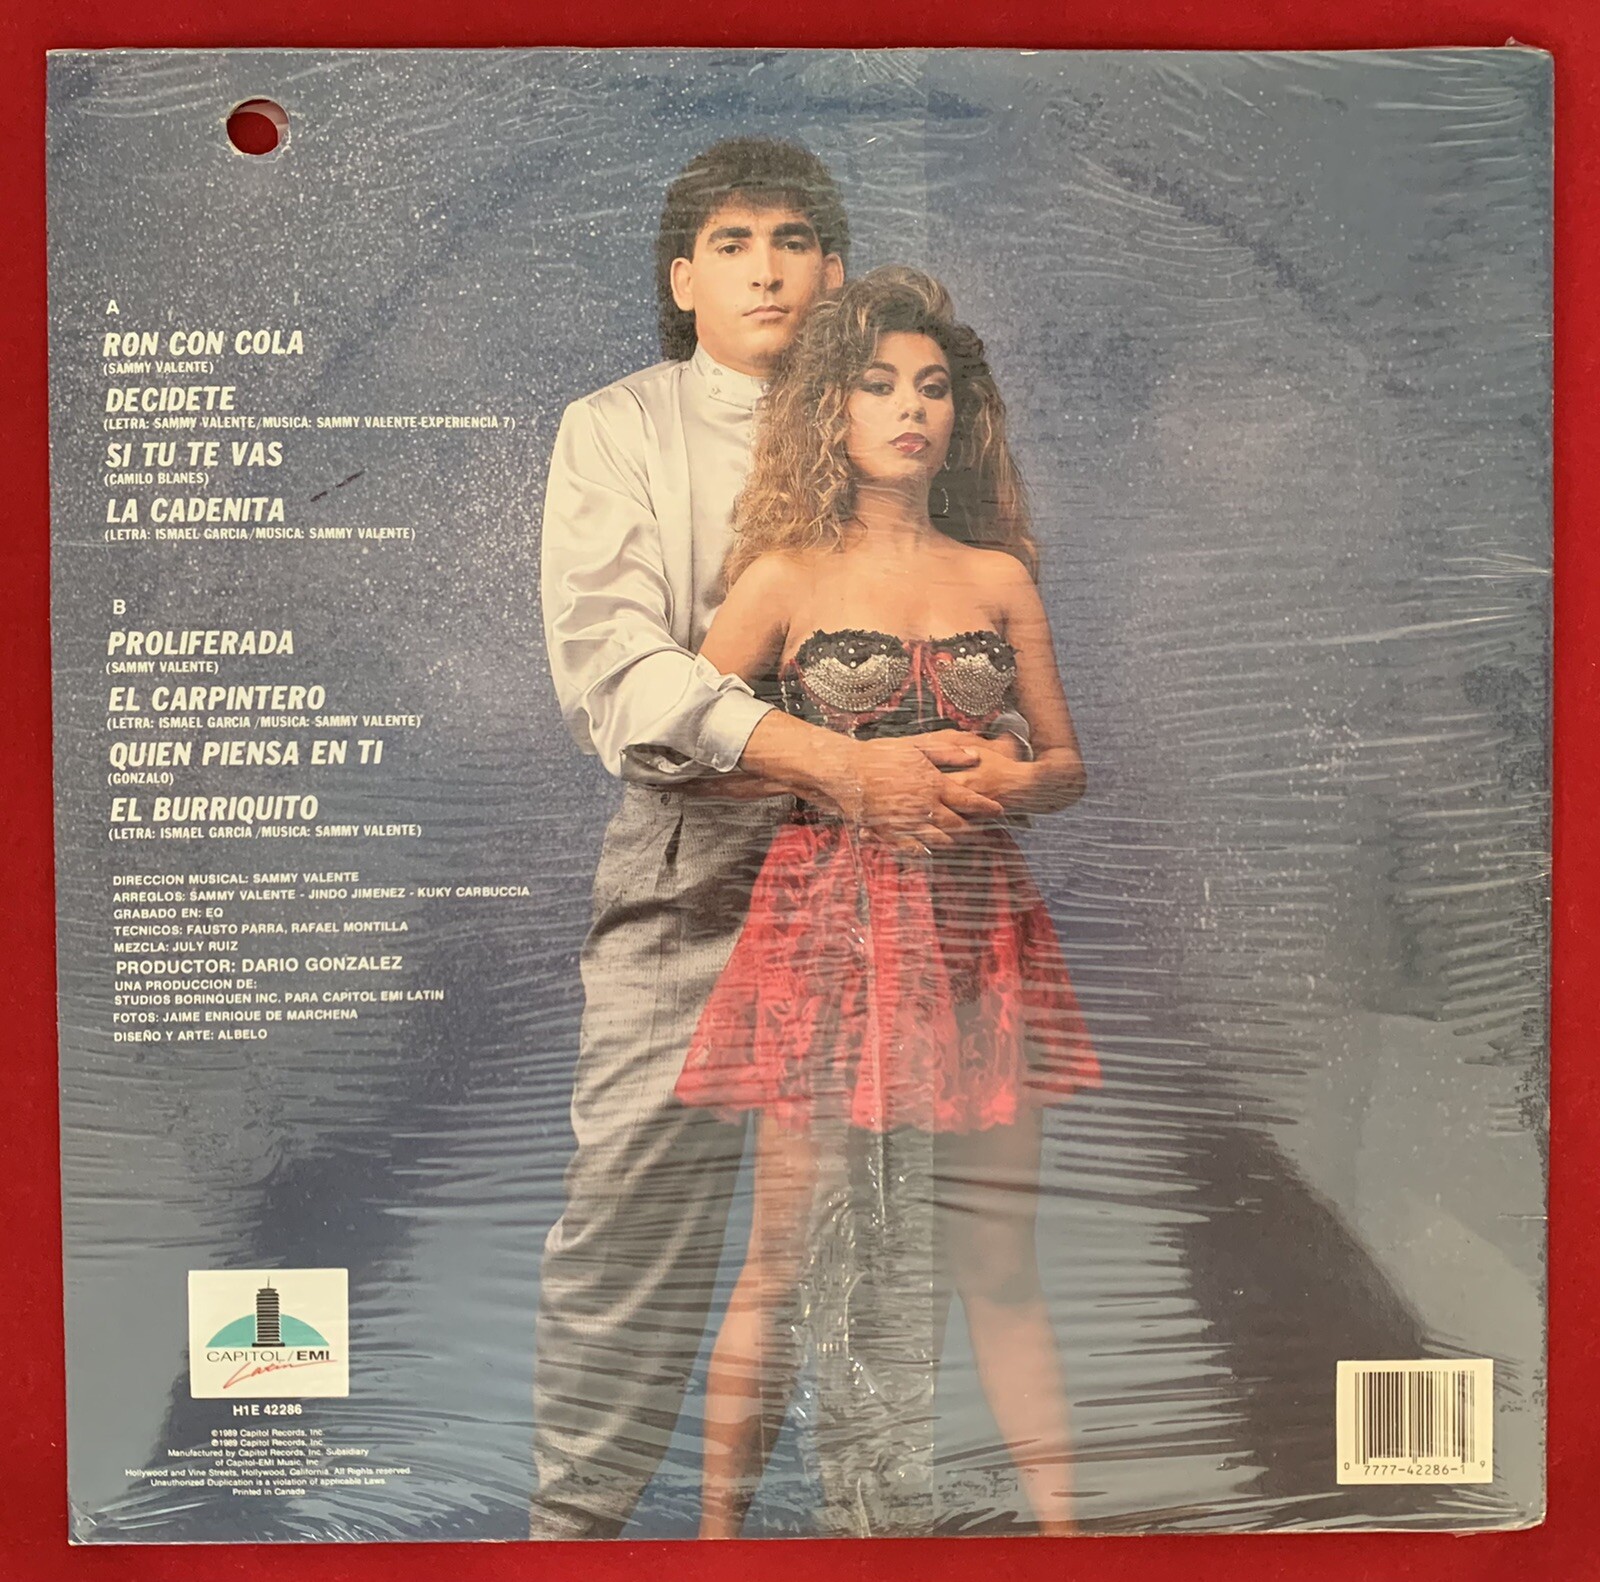 A
RON CON COLA
(SAMMY VALENTE)
DECIDETE
(LETRA: SAMMY VALENTE/MUSICA: SAMMY VALENTE-EXPERIENCIA 7)
SI TU TE VAS
(CAMILO BLANES)
LA CADENITA
(LETRA: ISMAEL GARCIA/MUSICA: SAMMY VALENTE)
B
PROLIFERADA
(SAMMY VALENTE)
EL CARPINTERO
(LETRA: ISMAEL GARCIA/MUSICA: SAMMY VALENTE)
QUIEN PIENSA EN TI
(GONZALO)
EL BURRIQUITO
(LETRA: ISMAEL GARCIA/MUSICA: SAMMY VALENTE)
DIRECCION MUSICAL: SAMMY VALENTE
ARREGLOS: SAMMY VALENTE - JINDO JIMENEZ - KUKY CARBUCCIA
GRABADO EN: EQ
TECNICOS: FAUSTO PARRA, RAFAEL MONTILLA
MEZCLA: JULY RUIZ
PRODUCTOR: DARIO GONZALEZ
UNA PRODUCCION DE:
STUDIOS BORINQUEN INC. PARA CAPITOL EMI LATIN
FOTOS: JAIME ENRIQUE DE MARCHENA
DISEÑO Y ARTE: ALBELO
CAPITOL/EMI
Latin
H1E 42286
©1989 Capitol Records, Inc.
℗1989 Capitol Records, Inc.
Manufactured by Capitol Records, Inc. Subsidiary
of Capitol-EMI Music, Inc.
Hollywood and Vine Streets, Hollywood, California. All Rights reserved.
Unauthorized Duplication is a violation of applicable Laws.
Printed in Canada
0 7777-42286-1 9